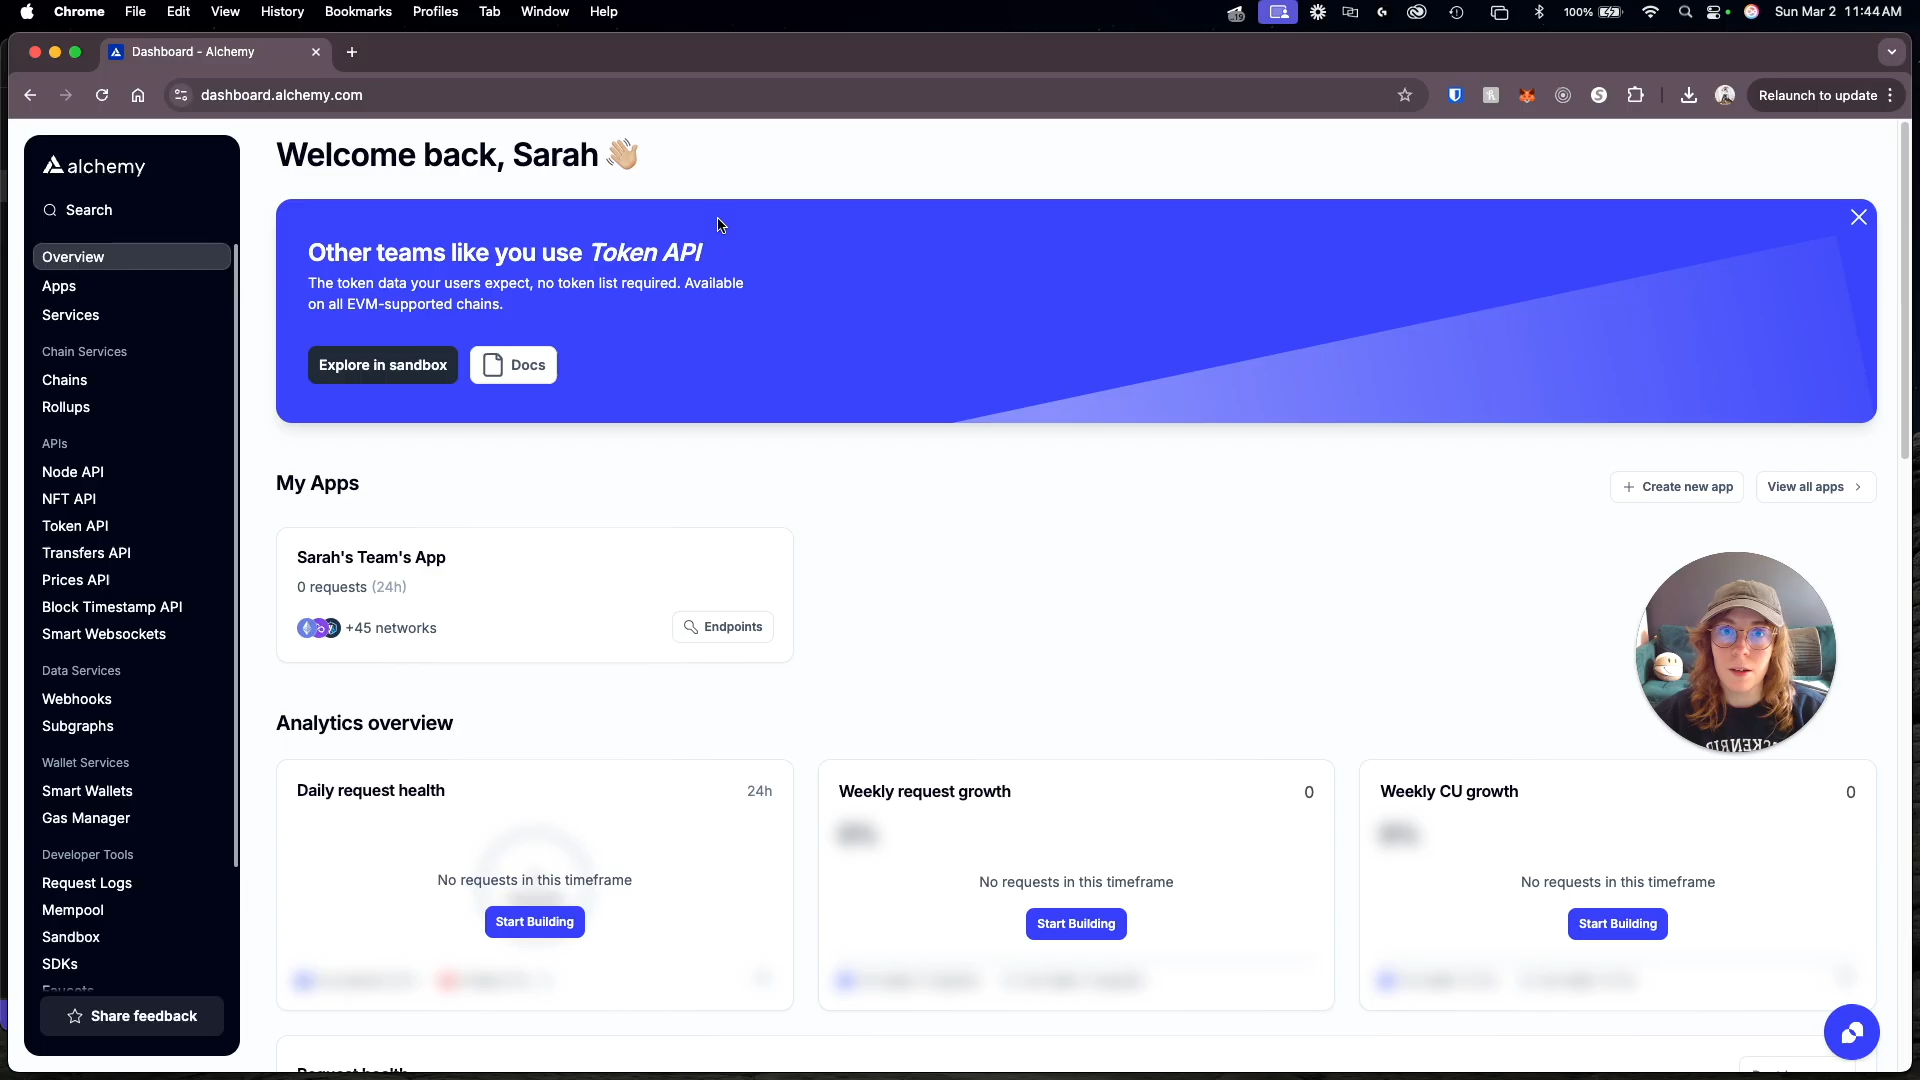 Chrome File Edit View History Bookmarks Profiles Tab Window Help
19
100%
Sun Mar 2 11:44 AM
Dashboard - Alchemy
dashboard.alchemy.com
Relaunch to update
alchemy
Search
Overview
Apps
Services
Chain Services
Chains
Rollups
APIs
Node API
NFT API
Token API
Transfers API
Prices API
Block Timestamp API
Smart Websockets
Data Services
Webhooks
Subgraphs
Wallet Services
Smart Wallets
Gas Manager
Developer Tools
Request Logs
Mempool
Sandbox
SDKs
Faucets
Share feedback
Welcome back, Sarah
Other teams like you use Token API
The token data your users expect, no token list required. Available
on all EVM-supported chains.
Explore in sandbox
Docs
My Apps
Create new app
View all apps
Sarah's Team's App
0 requests (24h)
+45 networks
Endpoints
Analytics overview
Daily request health
24h
No requests in this timeframe
Start Building
Weekly request growth
0
No requests in this timeframe
Start Building
Weekly CU growth
0
No requests in this timeframe
Start Building
Request health